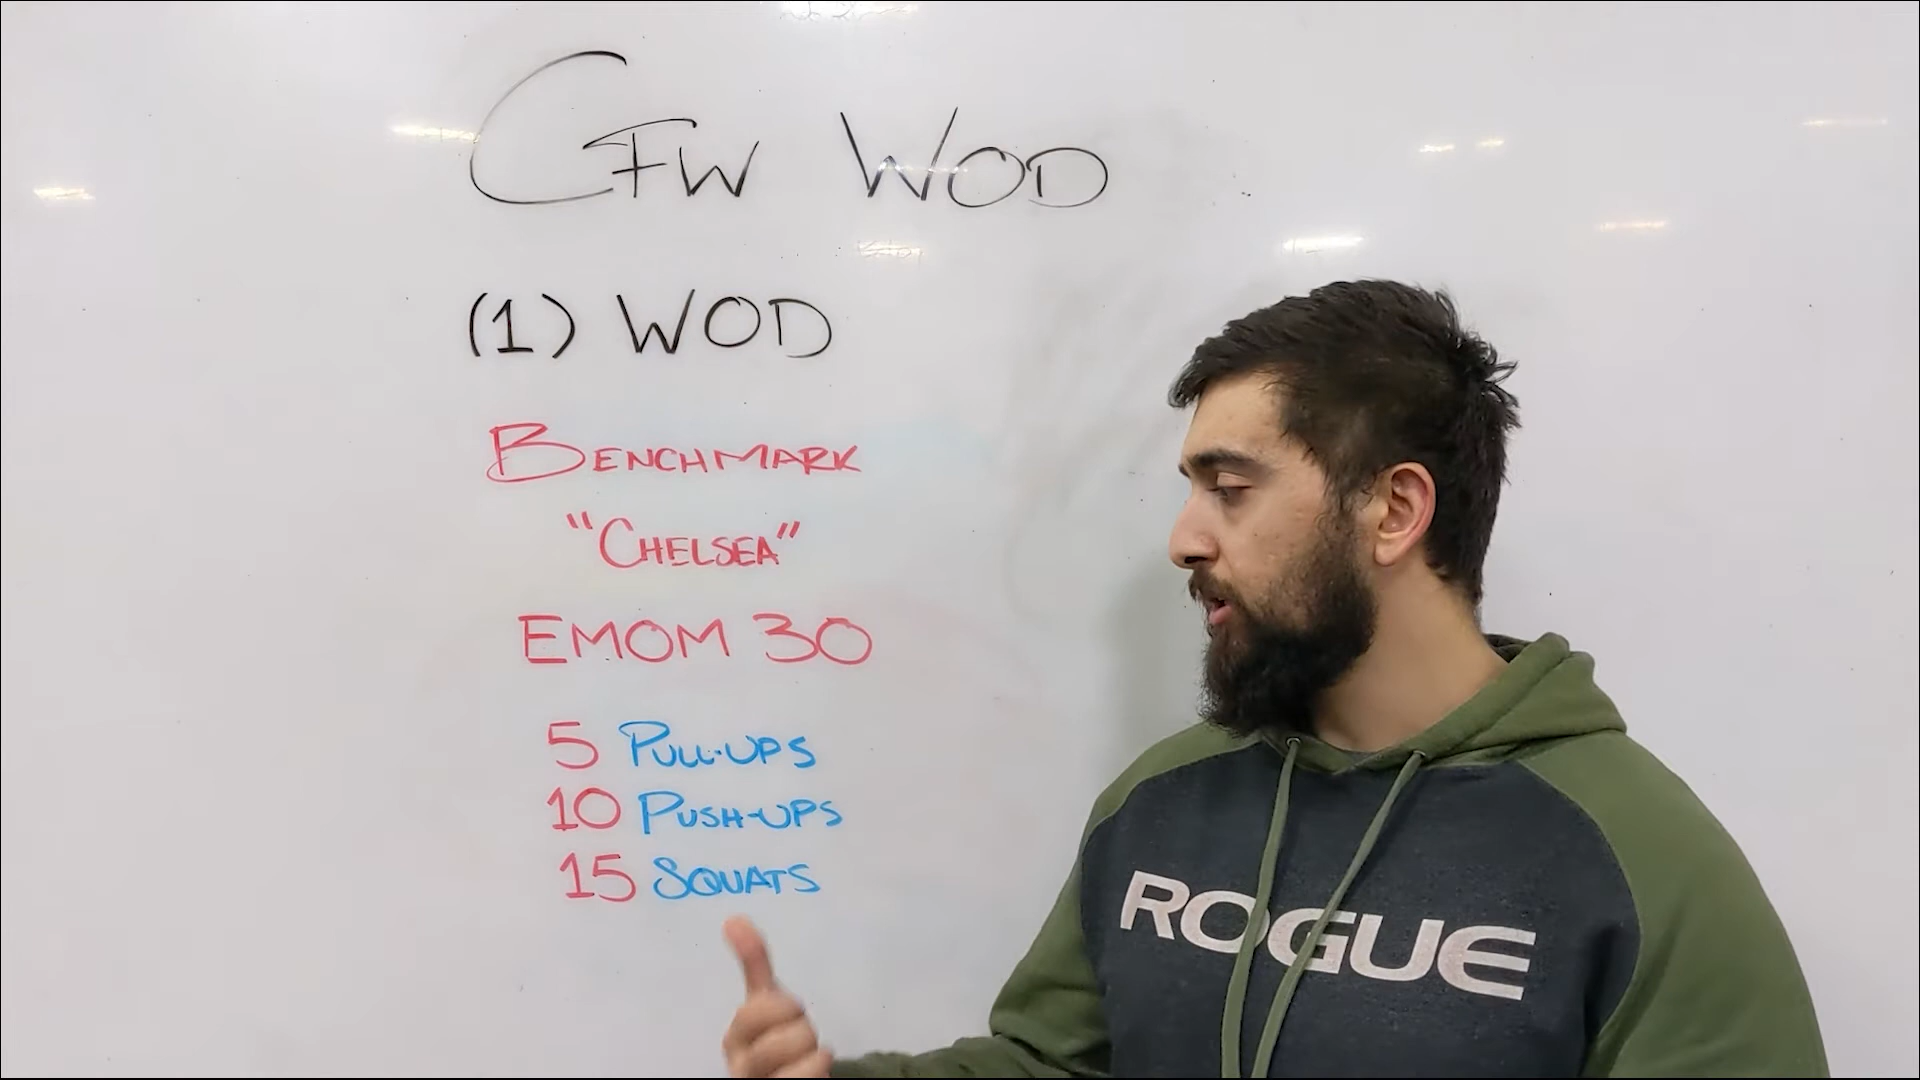 CFW WOD
(1) WOD
BENCHMARK
"CHELSEA"
EMOM 30
5 PULL-UPS
10 PUSH-UPS
15 SQUATS
ROGUE